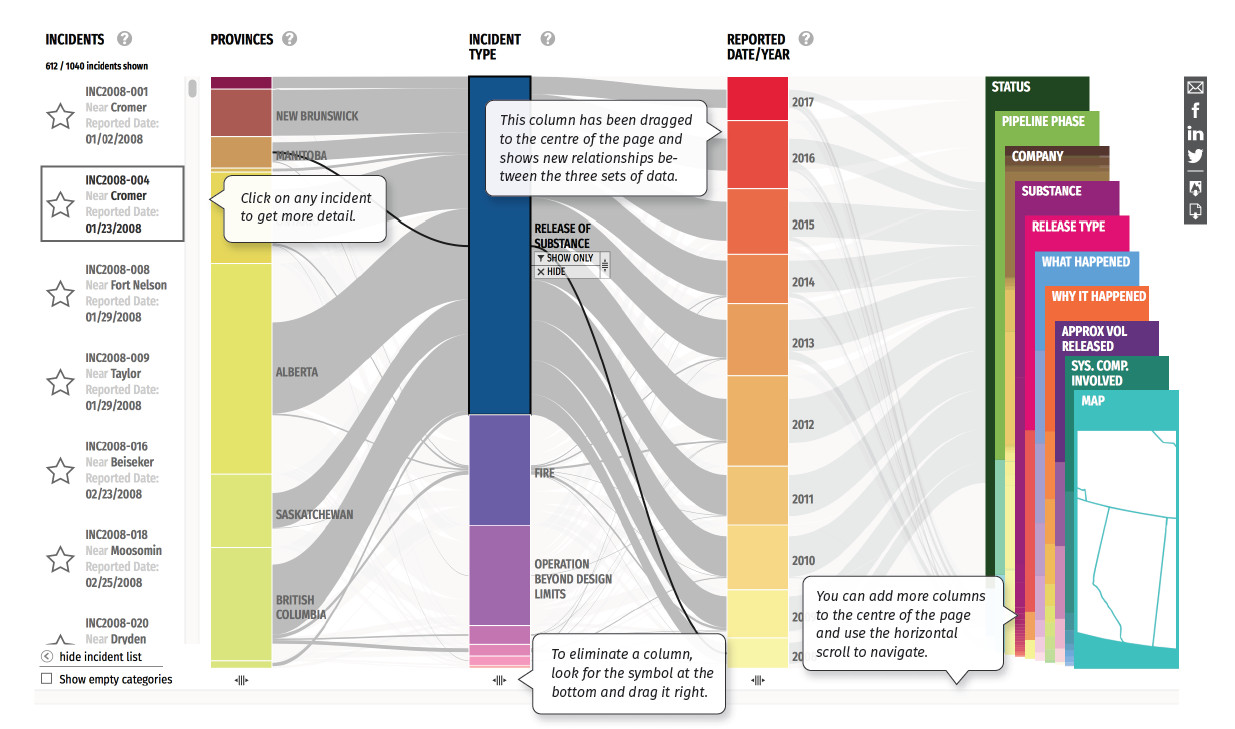 INCIDENTS ?
612 / 1040 incidents shown
INC2008-001
Near Cromer
Reported Date:
01/02/2008
INC2008-004
Near Cromer
Reported Date:
01/23/2008
INC2008-008
Near Fort Nelson
Reported Date:
01/29/2008
INC2008-009
Near Taylor
Reported Date:
01/29/2008
INC2008-016
Near Beiseker
Reported Date:
02/23/2008
INC2008-018
Near Moosomin
Reported Date:
02/25/2008
INC2008-020
Near Dryden
hide incident list
Show empty categories
PROVINCES ?
NEW BRUNSWICK
MANITOBA
Click on any incident
to get more detail.
ALBERTA
SASKATCHEWAN
BRITISH
COLUMBIA
INCIDENT ?
TYPE
RELEASE OF
SUBSTANCE
SHOW ONLY
HIDE
FIRE
OPERATION
BEYOND DESIGN
LIMITS
To eliminate a column,
look for the symbol at the
bottom and drag it right.
REPORTED ?
DATE/YEAR
This column has been dragged
to the centre of the page and
shows new relationships be-
tween the three sets of data.
2017
2016
2015
2014
2013
2012
2011
2010
20
20
You can add more columns
to the centre of the page
and use the horizontal
scroll to navigate.
STATUS
PIPELINE PHASE
COMPANY
SUBSTANCE
RELEASE TYPE
WHAT HAPPENED
WHY IT HAPPENED
APPROX VOL
RELEASED
SYS. COMP.
INVOLVED
MAP
f
in